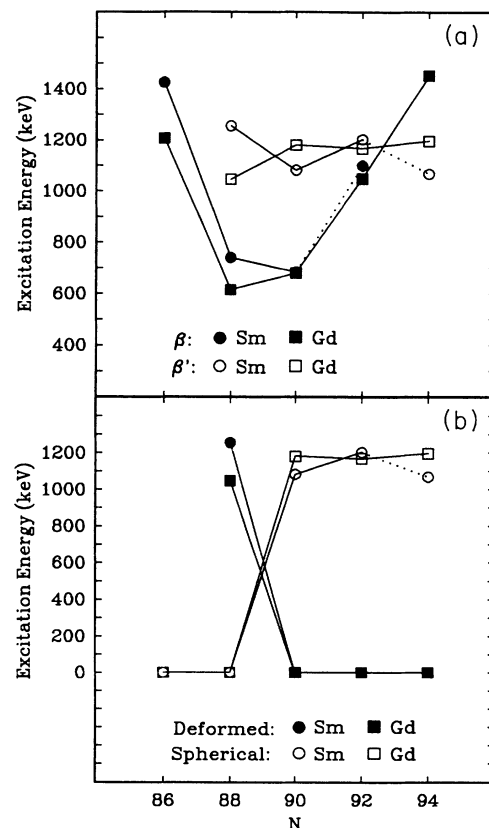 (a)
Excitation Energy (keV)
1400
1200
1000
800
600
400
β: Sm Gd
β': Sm Gd
(b)
Excitation Energy (keV)
1200
1000
800
600
400
200
0
Deformed: Sm Gd
Spherical: Sm Gd
86 88 90 92 94
N